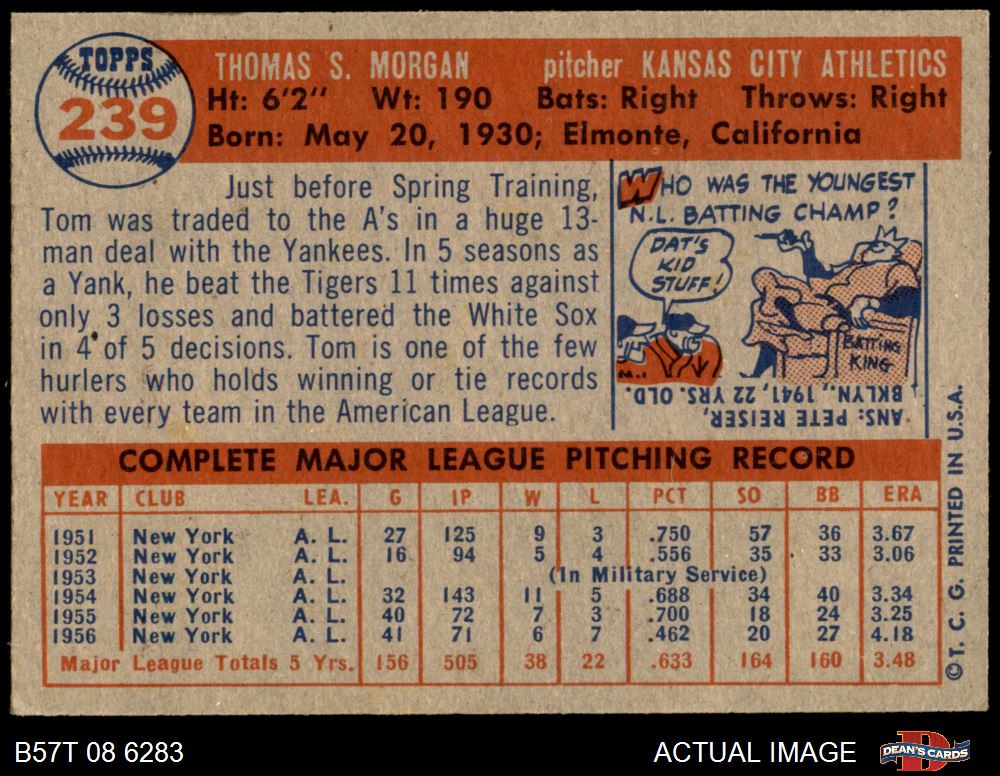 TOPPS
239
THOMAS S. MORGAN pitcher KANSAS CITY ATHLETICS
Ht: 6'2" Wt: 190 Bats: Right Throws: Right
Born: May 20, 1930; Elmonte, California
Just before Spring Training,
Tom was traded to the A's in a huge 13-
man deal with the Yankees. In 5 seasons as
a Yank, he beat the Tigers 11 times against
only 3 losses and battered the White Sox
in 4 of 5 decisions. Tom is one of the few
hurlers who holds winning or tie records
with every team in the American League.
WHO WAS THE YOUNGEST
N.L. BATTING CHAMP?
DAT'S
KID
STUFF!
BATTING
KING
ANS: PETE REISER,
BKLYN., 1941, 22 YRS. OLD.
COMPLETE MAJOR LEAGUE PITCHING RECORD
YEAR CLUB LEA. G IP W L PCT SO BB ERA
1951 New York A. L. 27 125 9 3 .750 57 36 3.67
1952 New York A. L. 16 94 5 4 .556 35 33 3.06
1953 New York A. L. (In Military Service)
1954 New York A. L. 32 143 11 5 .688 34 40 3.34
1955 New York A. L. 40 72 7 3 .700 18 24 3.25
1956 New York A. L. 41 71 6 7 .462 20 27 4.18
Major League Totals 5 Yrs. 156 505 38 22 .633 164 160 3.48
© T. C. G. PRINTED IN U.S.A.
B57T 08 6283 ACTUAL IMAGE
D
DEAN'S CARDS